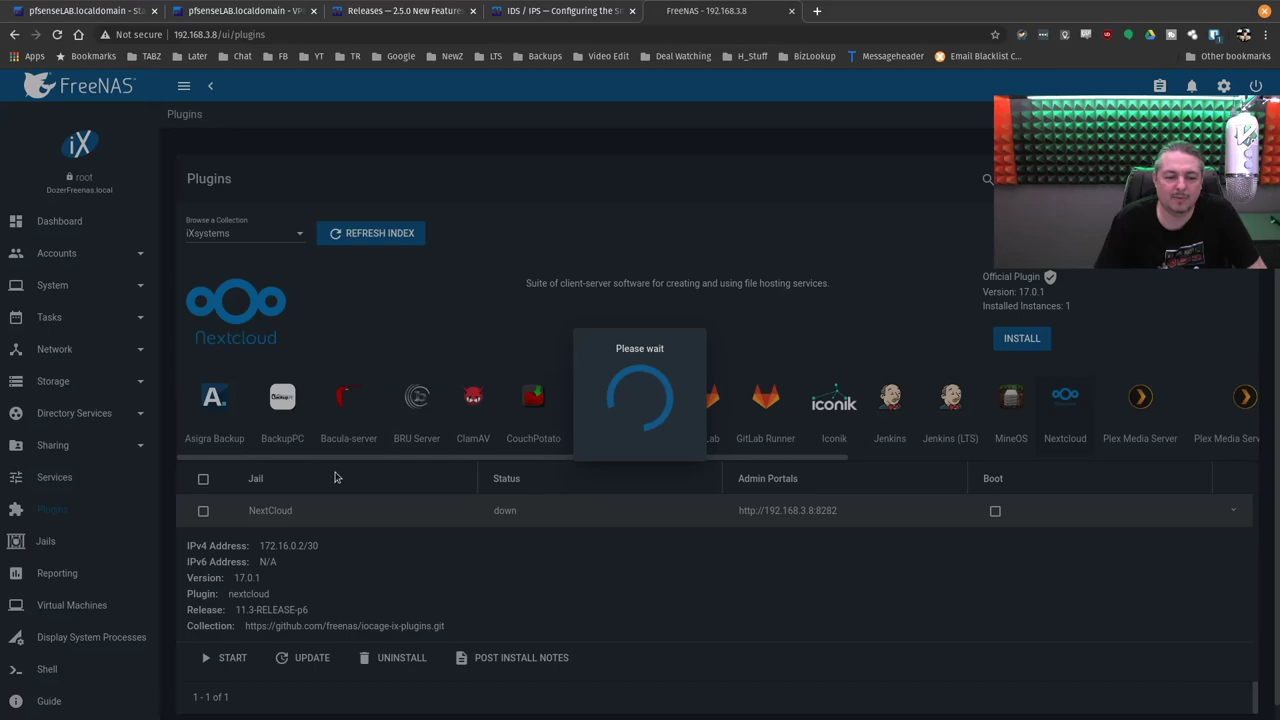 pfsenseLAB.localdomain - Sta
pfsenseLAB.localdomain - VP
Releases — 2.5.0 New Features
IDS / IPS — Configuring the Sn
FreeNAS - 192.168.3.8
Not secure
192.168.3.8/ui/plugins
Apps
Bookmarks
TABZ
Later
Chat
FB
YT
TR
Google
NewZ
LTS
Backups
Video Edit
Deal Watching
H_Stuff
BizLookup
Messageheader
Email Blacklist C...
Other bookmarks
FreeNAS
Plugins
iX
root
DozerFreenas.local
Dashboard
Accounts
System
Tasks
Network
Storage
Directory Services
Sharing
Services
Plugins
Jails
Reporting
Virtual Machines
Display System Processes
Shell
Guide
Plugins
Browse a Collection
iXsystems
REFRESH INDEX
Nextcloud
Suite of client-server software for creating and using file hosting services.
Official Plugin
Version: 17.0.1
Installed Instances: 1
INSTALL
Please wait
Asigra Backup
BackupPC
Bacula-server
BRU Server
ClamAV
CouchPotato
Lab
GitLab Runner
iconik
Iconik
Jenkins
Jenkins (LTS)
MineOS
Nextcloud
Plex Media Server
Plex Media Serv
Jail
Status
Admin Portals
Boot
NextCloud
down
http://192.168.3.8:8282
IPv4 Address: 172.16.0.2/30
IPv6 Address: N/A
Version: 17.0.1
Plugin: nextcloud
Release: 11.3-RELEASE-p6
Collection: https://github.com/freenas/iocage-ix-plugins.git
START
UPDATE
UNINSTALL
POST INSTALL NOTES
1 - 1 of 1